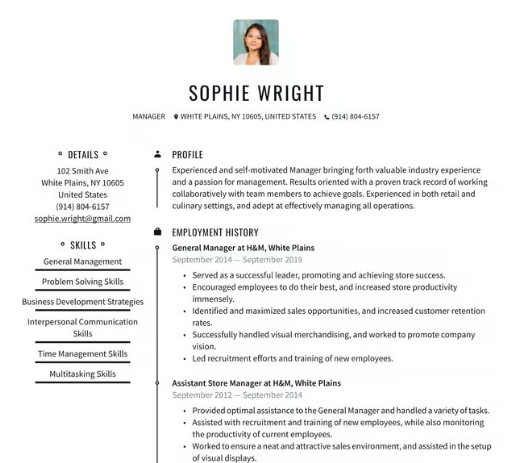 SOPHIE WRIGHT
MANAGER WHITE PLAINS, NY 10605, UNITED STATES (914) 804-6157
DETAILS
102 Smith Ave
White Plains, NY 10605
United States
(914) 804-6157
sophie.wright@gmail.com
SKILLS
General Management
Problem Solving Skills
Business Development Strategies
Interpersonal Communication
Skills
Time Management Skills
Multitasking Skills
PROFILE
Experienced and self-motivated Manager bringing forth valuable industry experience
and a passion for management. Results oriented with a proven track record of working
collaboratively with team members to achieve goals. Experienced in both retail and
culinary settings, and adept at effectively managing all operations.
EMPLOYMENT HISTORY
General Manager at H&M, White Plains
September 2014 — September 2019
• Served as a successful leader, promoting and achieving store success.
• Encouraged employees to do their best, and increased store productivity
immensely.
• Identified and maximized sales opportunities, and increased customer retention
rates.
• Successfully handled visual merchandising, and worked to promote company
vision.
• Led recruitment efforts and training of new employees.
Assistant Store Manager at H&M, White Plains
September 2012 — September 2014
• Provided optimal assistance to the General Manager and handled a variety of tasks.
• Assisted with recruitment and training of new employees, while also monitoring
the productivity of current employees.
• Worked to ensure a neat and attractive sales environment, and assisted in the setup
of visual displays.